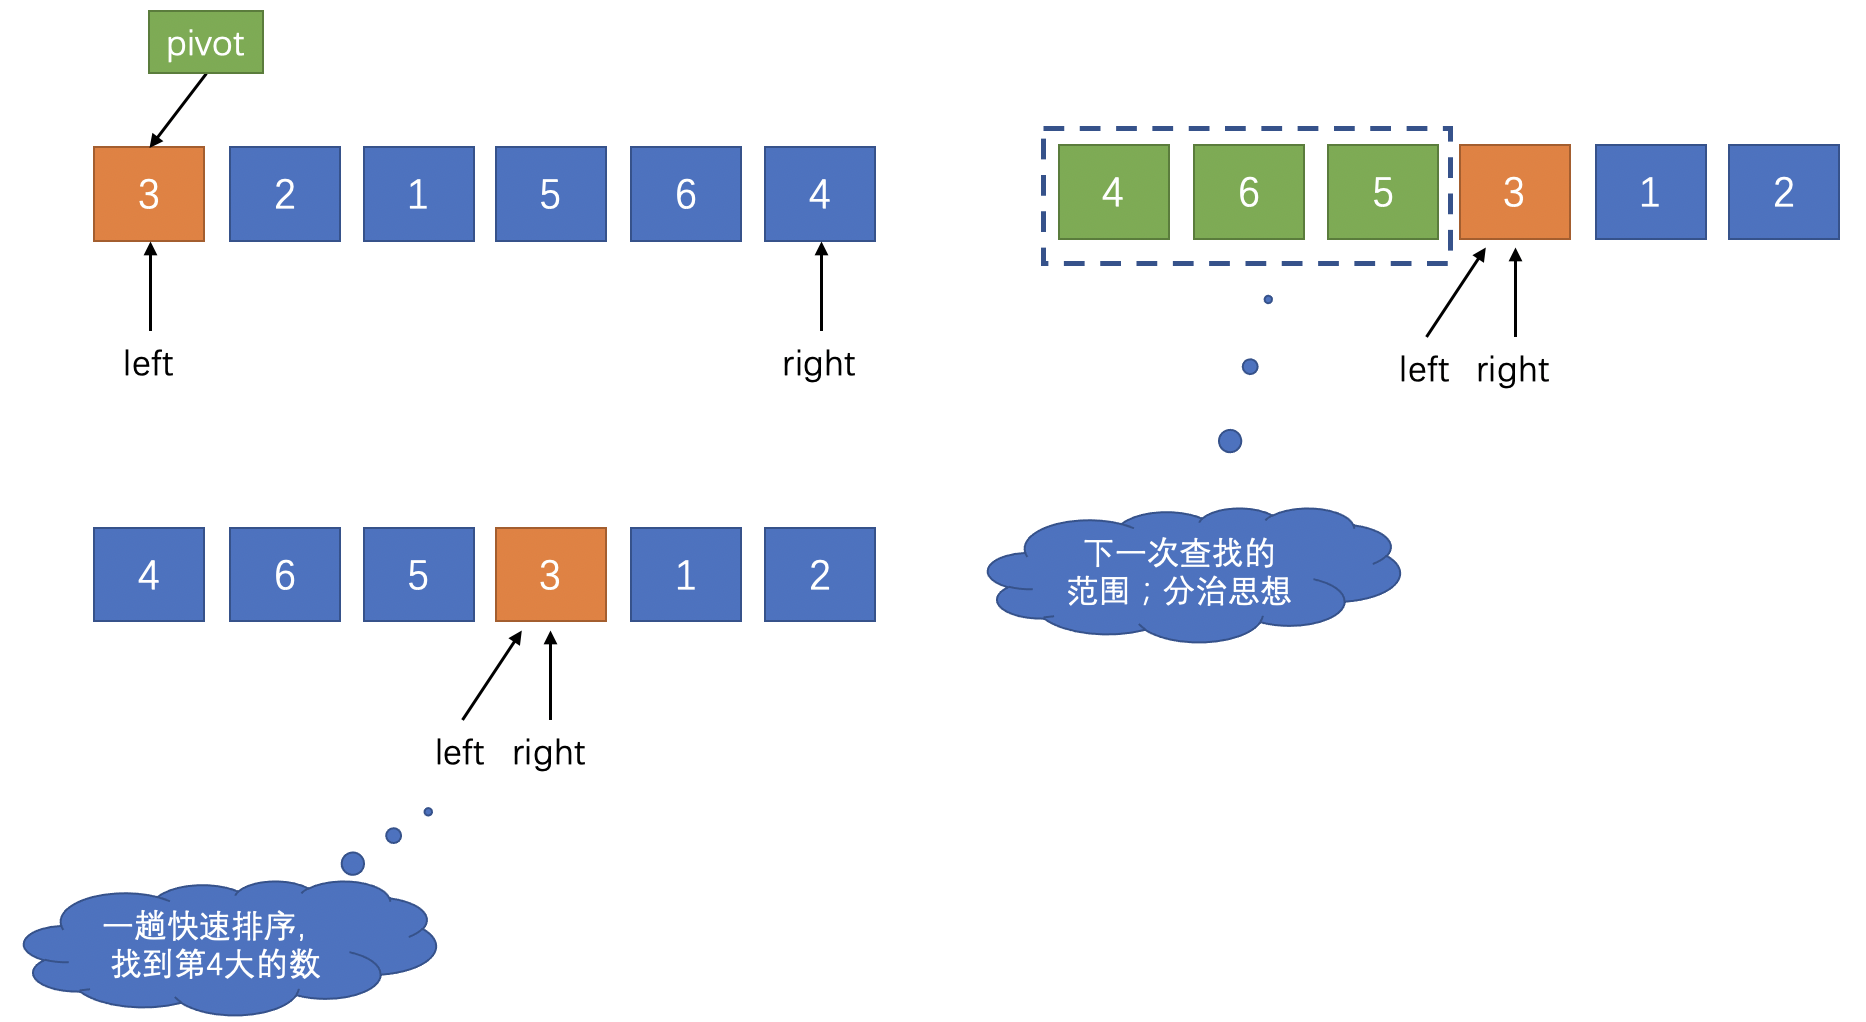 pivot
3 2 1 5 6 4
left right
4 6 5 3 1 2
left right
一趟快速排序,
找到第4大的数
4 6 5 3 1 2
left right
下一次查找的
范围；分治思想